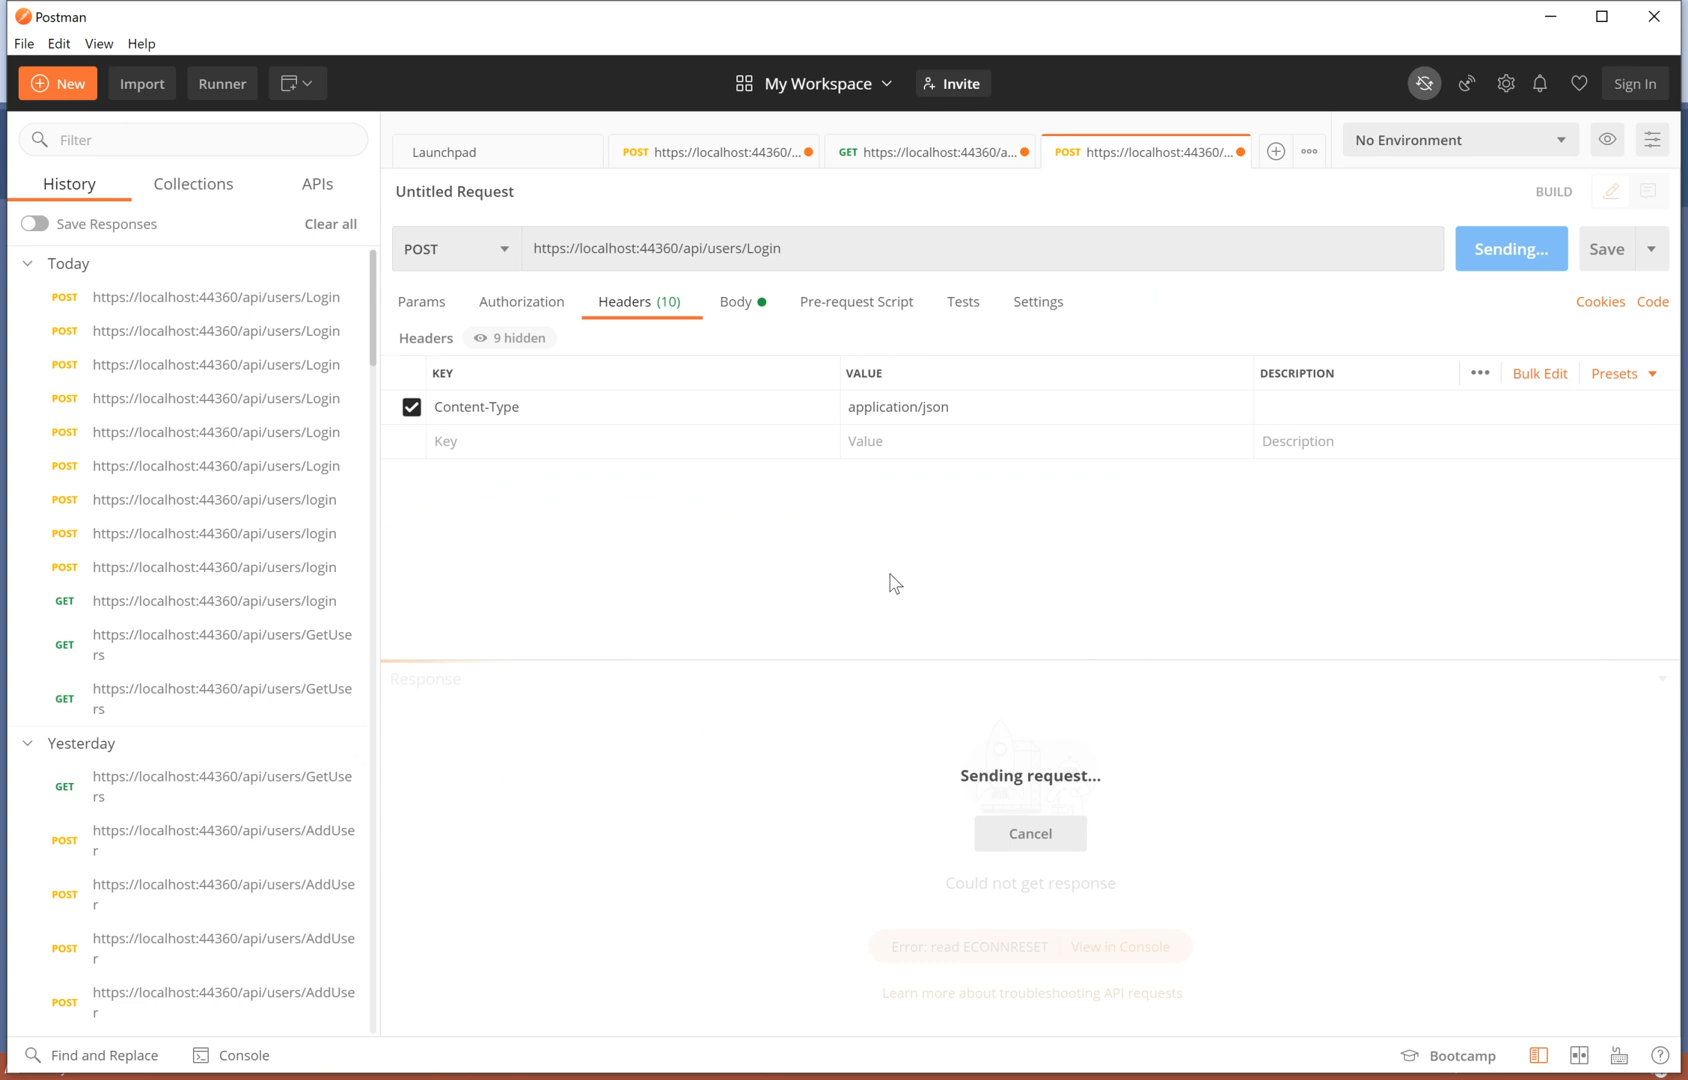 Postman
File Edit View Help
New Import Runner My Workspace Invite Sign In
Filter
History Collections APIs
Save Responses Clear all
Today
POST https://localhost:44360/api/users/Login
POST https://localhost:44360/api/users/Login
POST https://localhost:44360/api/users/Login
POST https://localhost:44360/api/users/Login
POST https://localhost:44360/api/users/Login
POST https://localhost:44360/api/users/Login
POST https://localhost:44360/api/users/login
POST https://localhost:44360/api/users/login
POST https://localhost:44360/api/users/login
GET https://localhost:44360/api/users/login
GET https://localhost:44360/api/users/GetUse
rs
GET https://localhost:44360/api/users/GetUse
rs
Yesterday
GET https://localhost:44360/api/users/GetUse
rs
POST https://localhost:44360/api/users/AddUse
r
POST https://localhost:44360/api/users/AddUse
r
POST https://localhost:44360/api/users/AddUse
r
POST https://localhost:44360/api/users/AddUse
r
Launchpad POST https://localhost:44360/... GET https://localhost:44360/a... POST https://localhost:44360/... No Environment
Untitled Request BUILD
POST https://localhost:44360/api/users/Login Sending... Save
Params Authorization Headers (10) Body Pre-request Script Tests Settings Cookies Code
Headers 9 hidden
KEY VALUE DESCRIPTION Bulk Edit Presets
Content-Type application/json
Key Value Description
Response
Sending request...
Cancel
Could not get response
Error: read ECONNRESET View in Console
Learn more about troubleshooting API requests
Find and Replace Console Bootcamp